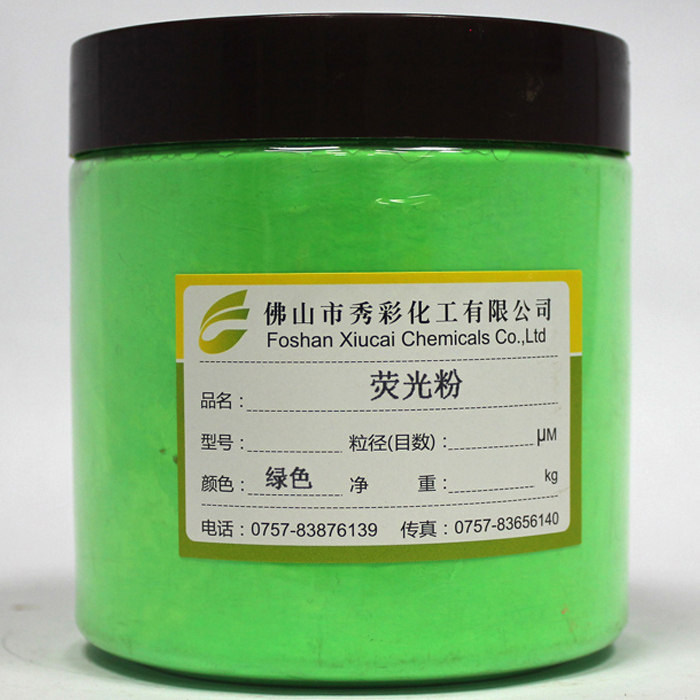 佛山市秀彩化工有限公司
Foshan Xiucai Chemicals Co.,Ltd
品名： 荧光粉
型号： 粒径(目数)： μM
颜色： 绿色 净 重： kg
电话：0757-83876139 传真：0757-83656140